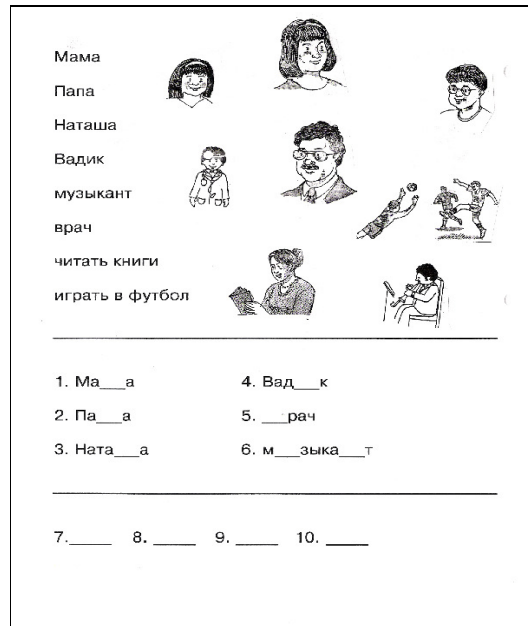 Мама
Папа
Наташа
Вадик
музыкант
врач
читать книги
играть в футбол
1. Ма___а 4. Вад___к
2. Па___а 5. ___рач
3. Ната___а 6. м___зыка___т
7._____ 8. _____ 9. _____ 10. _____